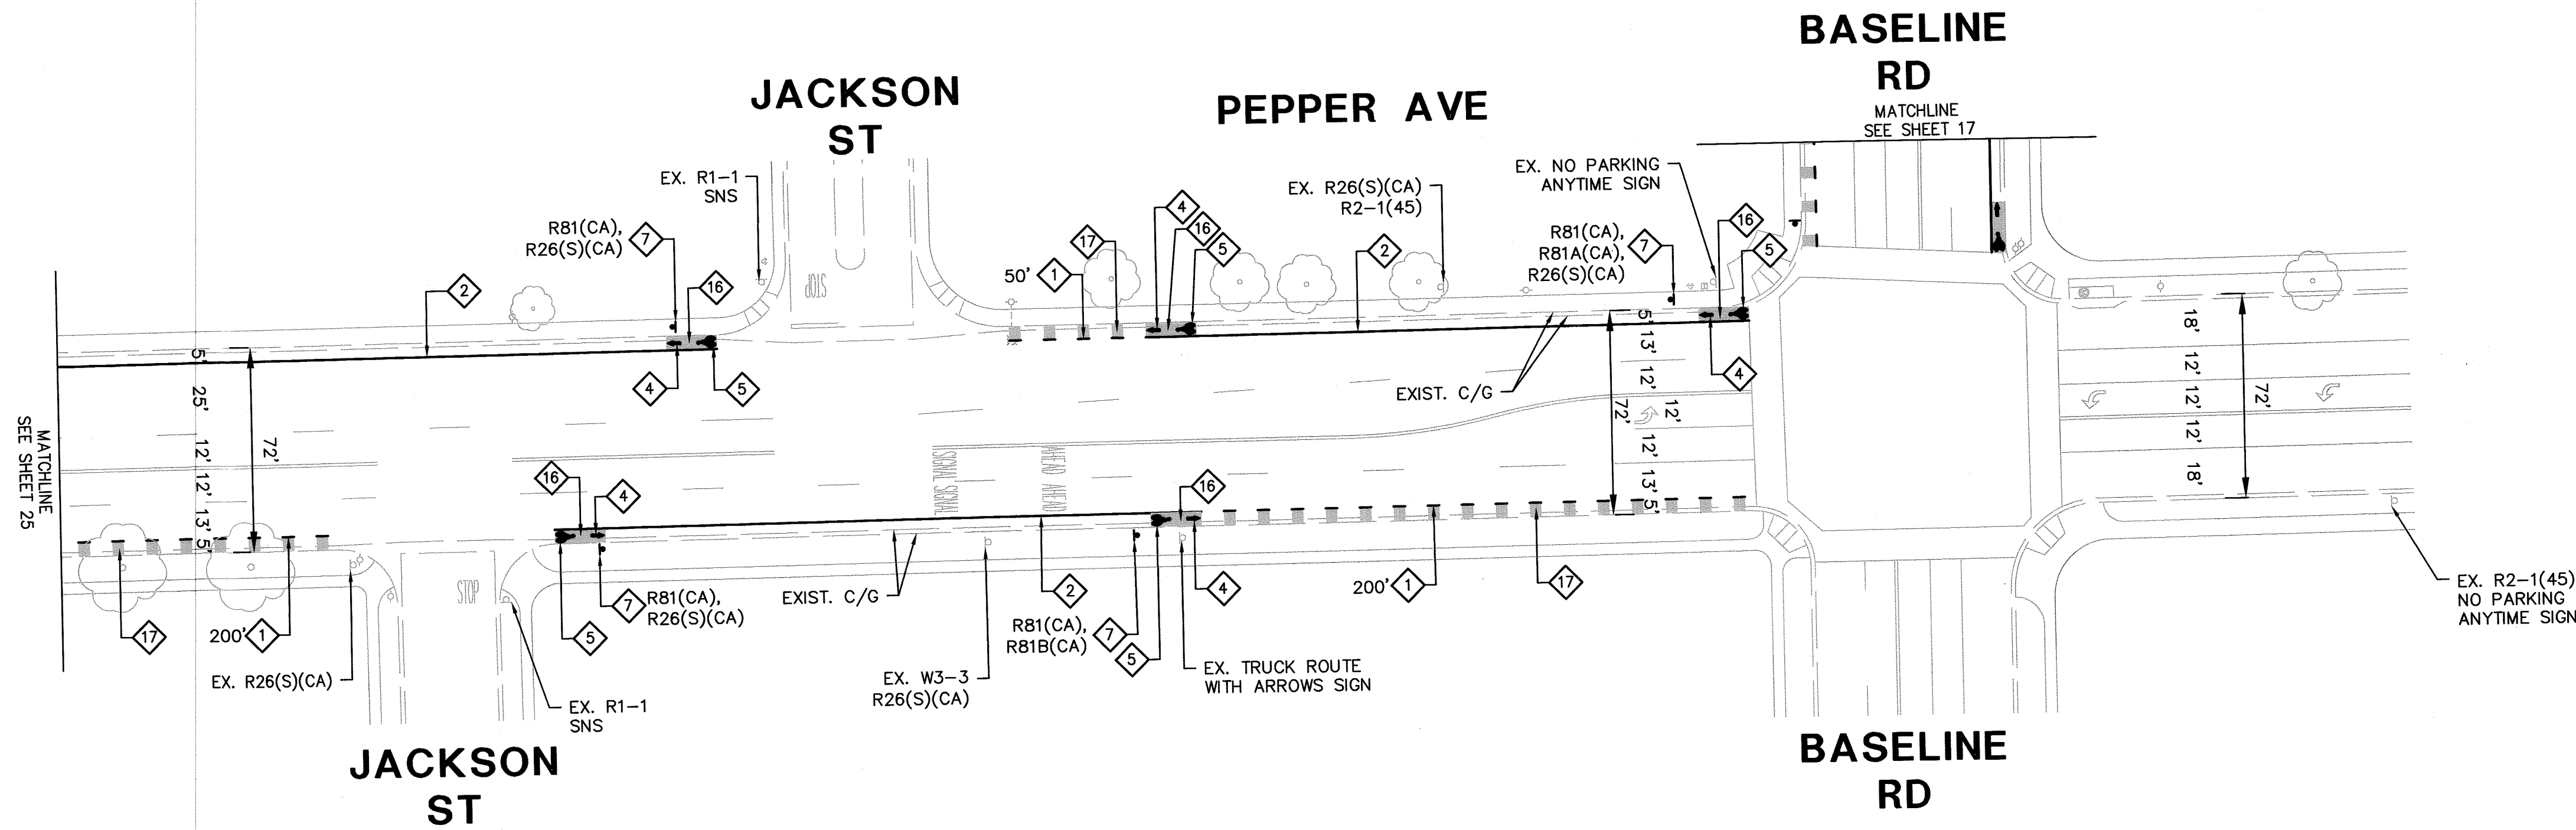 BASELINE
RD
MATCHLINE
SEE SHEET 17
JACKSON
ST
PEPPER AVE
EX. R1-1
SNS
R81(CA),
R26(S)(CA)
7
16
2
4
5
STOP
50'
1
17
4
16
5
EX. R26(S)(CA)
R2-1(45)
2
EX. NO PARKING
ANYTIME SIGN
R81(CA),
R81A(CA),
R26(S)(CA)
7
16
5
4
EXIST. C/G
5'
13'
12'
12'
12'
13'
5'
72'
18'
12'
12'
12'
18'
72'
MATCHLINE
SEE SHEET 25
5'
25'
12'
12'
13'
5'
72'
16
4
SIGNAL SIGNAL
AHEAD AHEAD
16
17
200'
1
EX. R26(S)(CA)
STOP
5
7
R81(CA),
R26(S)(CA)
EX. R1-1
SNS
EXIST. C/G
EX. W3-3
R26(S)(CA)
2
R81(CA),
R81B(CA)
7
5
4
EX. TRUCK ROUTE
WITH ARROWS SIGN
200'
1
17
EX. R2-1(45)
NO PARKING
ANYTIME SIGN
JACKSON
ST
BASELINE
RD